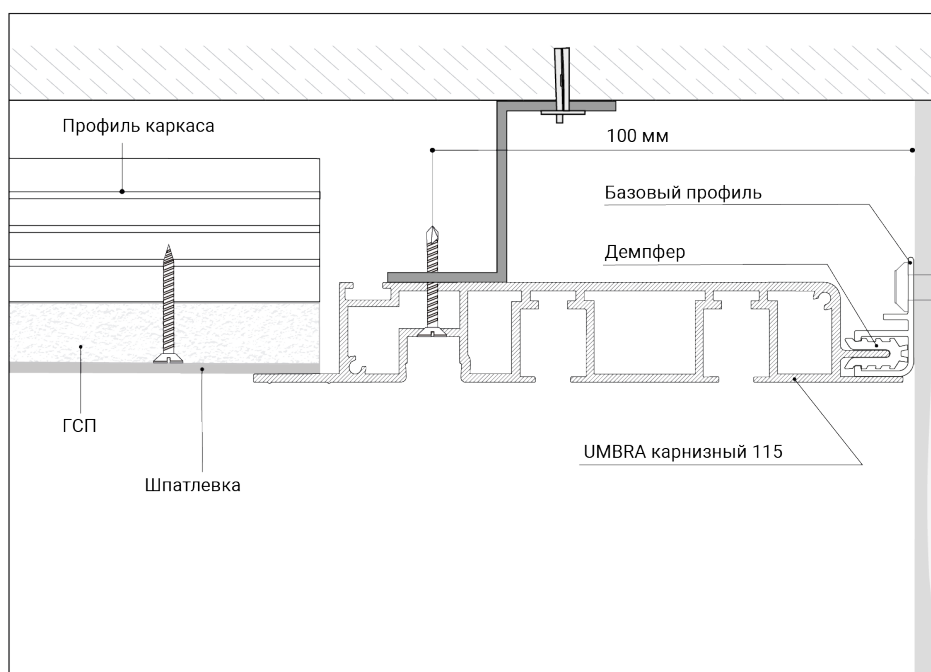 Профиль каркаса
100 мм
Базовый профиль
Демпфер
ГСП
UMBRA карнизный 115
Шпатлевка